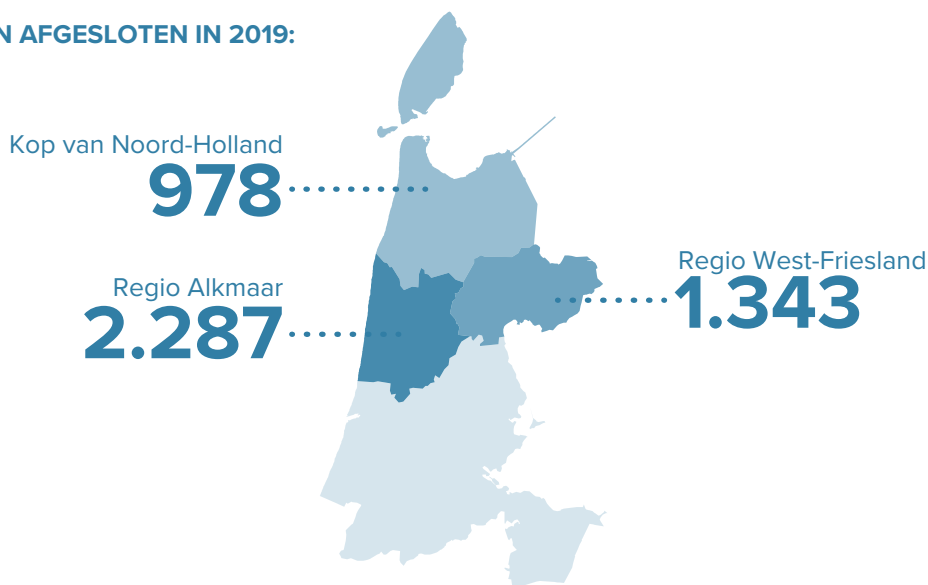 N AFGESLOTEN IN 2019:
Kop van Noord-Holland
978
Regio Alkmaar
2.287
Regio West-Friesland
1.343